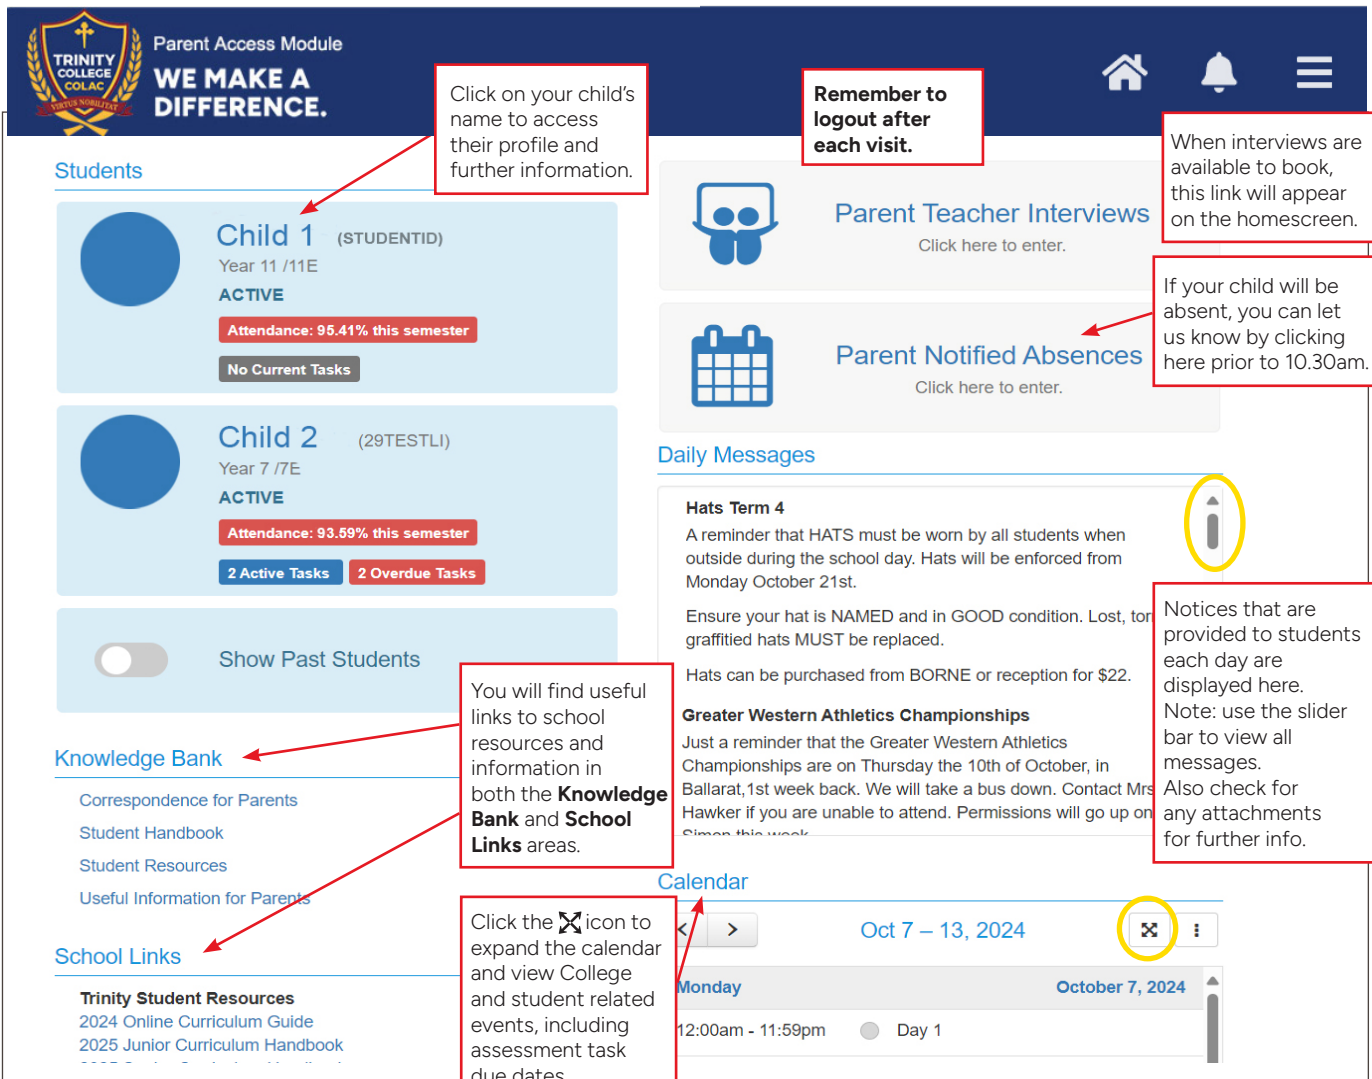 TRINITY
COLLEGE
COLAC
VIRTUS NOBILITAT
Parent Access Module
WE MAKE A
DIFFERENCE.
Click on your child's
name to access
their profile and
further information.
Remember to
logout after
each visit.
When interviews are
available to book,
this link will appear
on the homescreen.
Students
Child 1 (STUDENTID)
Year 11 /11E
ACTIVE
Attendance: 95.41% this semester
No Current Tasks
Child 2 (29TESTLI)
Year 7 /7E
ACTIVE
Attendance: 93.59% this semester
2 Active Tasks 2 Overdue Tasks
Show Past Students
Parent Teacher Interviews
Click here to enter.
If your child will be
absent, you can let
us know by clicking
here prior to 10.30am.
Parent Notified Absences
Click here to enter.
Daily Messages
Hats Term 4
A reminder that HATS must be worn by all students when
outside during the school day. Hats will be enforced from
Monday October 21st.
Ensure your hat is NAMED and in GOOD condition. Lost,
graffitied hats MUST be replaced.
Hats can be purchased from BORNE or reception for $22.
Greater Western Athletics Championships
Just a reminder that the Greater Western Athletics
Championships are on Thursday the 10th of October, in
Ballarat,1st week back. We will take a bus down. Contact Mrs
Hawker if you are unable to attend. Permissions will go up on
Simon this week
Notices that are
provided to students
each day are
displayed here.
Note: use the slider
bar to view all
messages.
Also check for
any attachments
for further info.
You will find useful
links to school
resources and
information in
both the Knowledge
Bank and School
Links areas.
Knowledge Bank
Correspondence for Parents
Student Handbook
Student Resources
Useful Information for Parents
School Links
Trinity Student Resources
2024 Online Curriculum Guide
2025 Junior Curriculum Handbook
Click the icon to
expand the calendar
and view College
and student related
events, including
assessment task
due dates
Calendar
Oct 7 – 13, 2024
Monday October 7, 2024
12:00am - 11:59pm Day 1